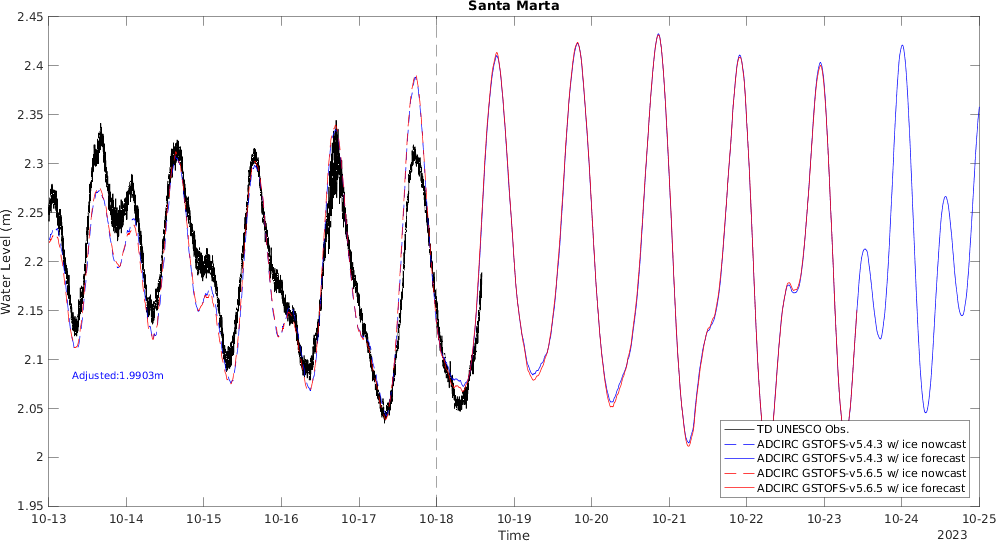 Santa Marta
2.45
2.4
2.35
2.3
2.25
2.2
2.15
2.1
2.05
2
1.95
Water Level (m)
Adjusted:1.9903m
TD UNESCO Obs.
ADCIRC GSTOFS-v5.4.3 w/ ice nowcast
ADCIRC GSTOFS-v5.4.3 w/ ice forecast
ADCIRC GSTOFS-v5.6.5 w/ ice nowcast
ADCIRC GSTOFS-v5.6.5 w/ ice forecast
10-13 10-14 10-15 10-16 10-17 10-18 10-19 10-20 10-21 10-22 10-23 10-24 10-25
Time
2023